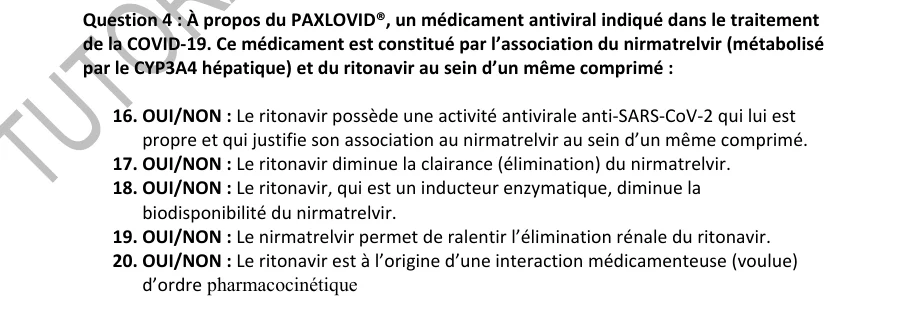 Question 4 : À propos du PAXLOVID®, un médicament antiviral indiqué dans le traitement
de la COVID-19. Ce médicament est constitué par l’association du nirmatrelvir (métabolisé
par le CYP3A4 hépatique) et du ritonavir au sein d’un même comprimé :
16. OUI/NON : Le ritonavir possède une activité antivirale anti-SARS-CoV-2 qui lui est
propre et qui justifie son association au nirmatrelvir au sein d’un même comprimé.
17. OUI/NON : Le ritonavir diminue la clairance (élimination) du nirmatrelvir.
18. OUI/NON : Le ritonavir, qui est un inducteur enzymatique, diminue la
biodisponibilité du nirmatrelvir.
19. OUI/NON : Le nirmatrelvir permet de ralentir l’élimination rénale du ritonavir.
20. OUI/NON : Le ritonavir est à l’origine d’une interaction médicamenteuse (voulue)
d’ordre pharmacocinétique